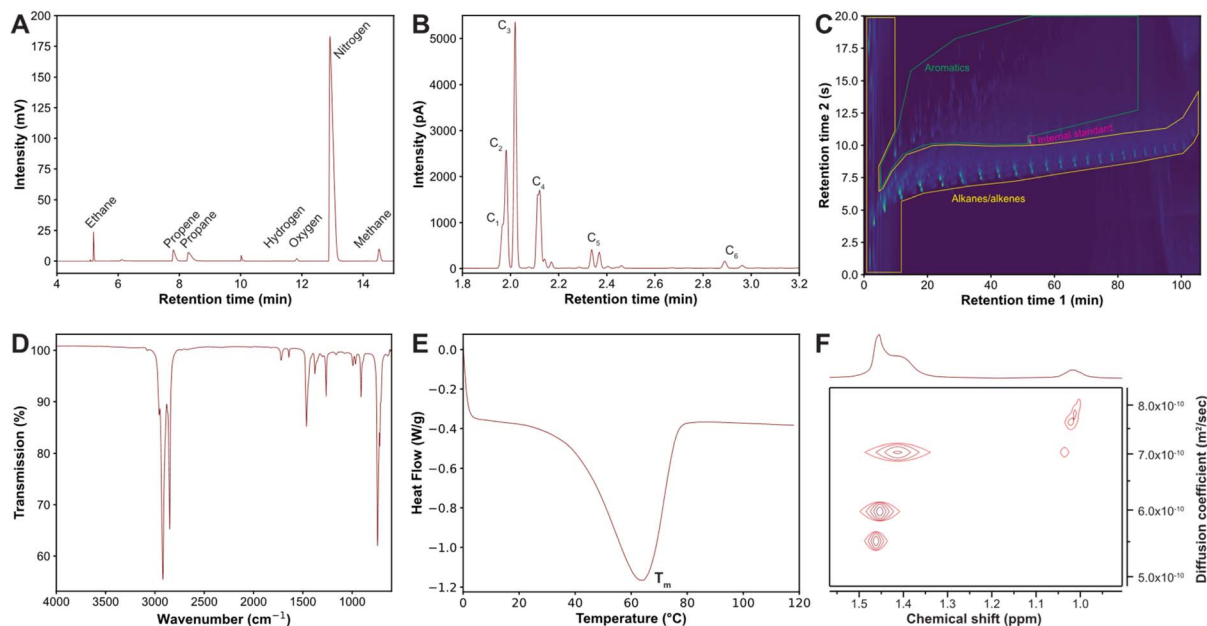 A
Intensity (mV)
200
175
150
125
100
75
50
25
0
Ethane
Propene
Propane
Hydrogen
Oxygen
Nitrogen
Methane
4 6 8 10 12 14
Retention time (min)
B
Intensity (pA)
5000
4000
3000
2000
1000
0
C₁
C₂
C₃
C₄
C₅
C₆
1.8 2.0 2.2 2.4 2.6 2.8 3.0 3.2
Retention time (min)
C
Retention time 2 (s)
20.0
17.5
15.0
12.5
10.0
7.5
5.0
2.5
0.0
Aromatics
Internal standard
Alkanes/alkenes
0 20 40 60 80 100
Retention time 1 (min)
D
Transmission (%)
100
90
80
70
60
4000 3000 2000 1000
Wavenumber (cm⁻¹)
E
Heat Flow (W/g)
0.0
−0.2
−0.4
−0.6
−0.8
−1.0
−1.2
Tₘ
0 20 40 60 80 100 120
Temperature (°C)
F
8.0x10⁻¹⁰
7.0x10⁻¹⁰
6.0x10⁻¹⁰
5.0x10⁻¹⁰
Diffusion coefficient (m²/sec)
1.5 1.4 1.3 1.2 1.1 1.0
Chemical shift (ppm)